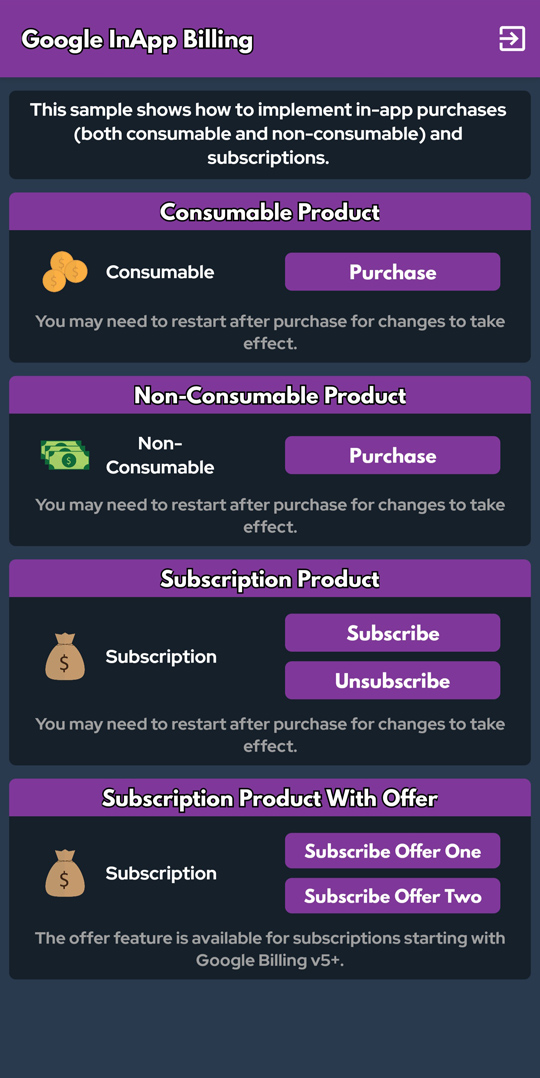 Google InApp Billing
This sample shows how to implement in-app purchases
(both consumable and non-consumable) and
subscriptions.
Consumable Product
Consumable
Purchase
You may need to restart after purchase for changes to take
effect.
Non-Consumable Product
Non-
Consumable
Purchase
You may need to restart after purchase for changes to take
effect.
Subscription Product
Subscription
Subscribe
Unsubscribe
You may need to restart after purchase for changes to take
effect.
Subscription Product With Offer
Subscription
Subscribe Offer One
Subscribe Offer Two
The offer feature is available for subscriptions starting with
Google Billing v5+.